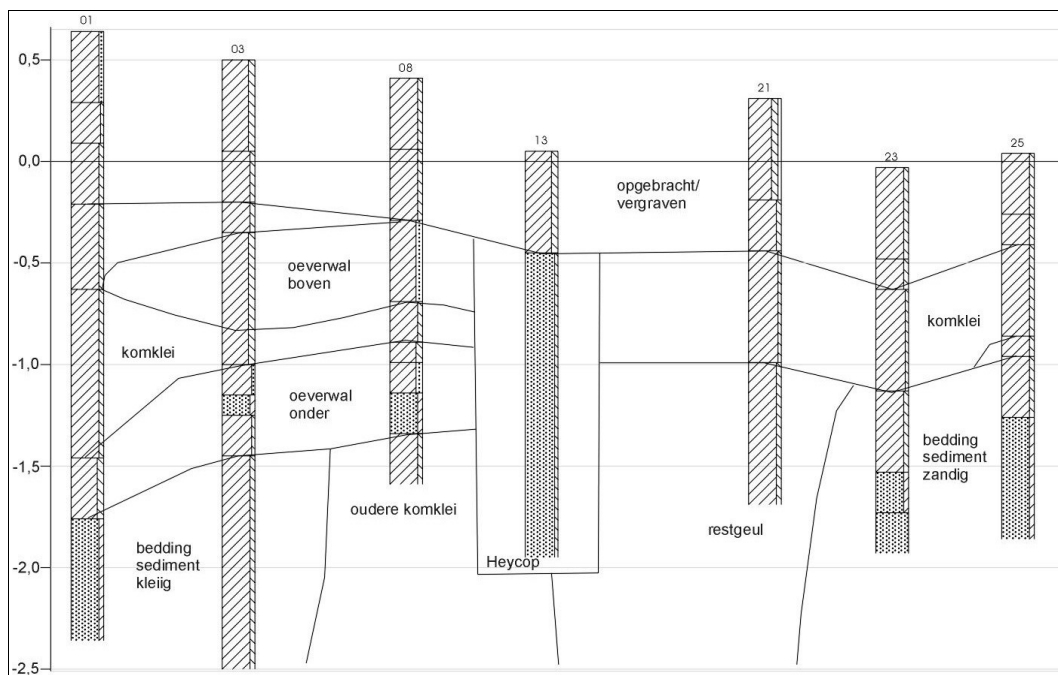 01
03
08
13
21
23
25
0,5
0,0
-0,5
-1,0
-1,5
-2,0
-2,5
opgebracht/
vergraven
oeverwal
boven
komklei
komklei
oeverwal
onder
oudere komklei
bedding
sediment
kleiig
Heycop
restgeul
bedding
sediment
zandig